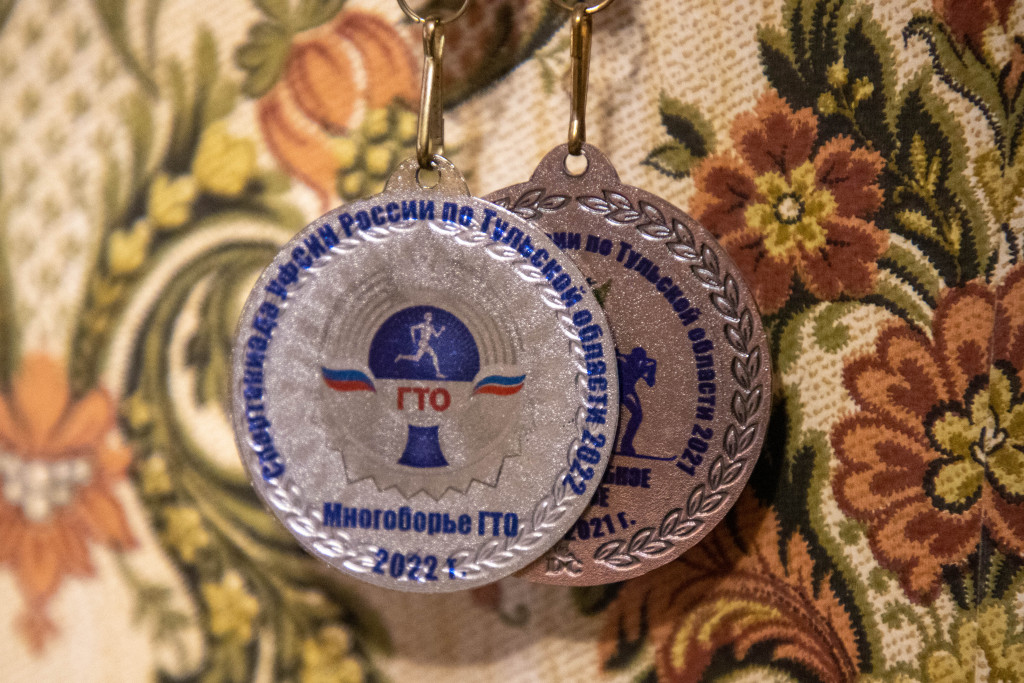 Спартакиада УФСИН России по Тульской области 2022
ГТО
Многоборье ГТО
2022 г.
по Тульской области 2021
2021 г.